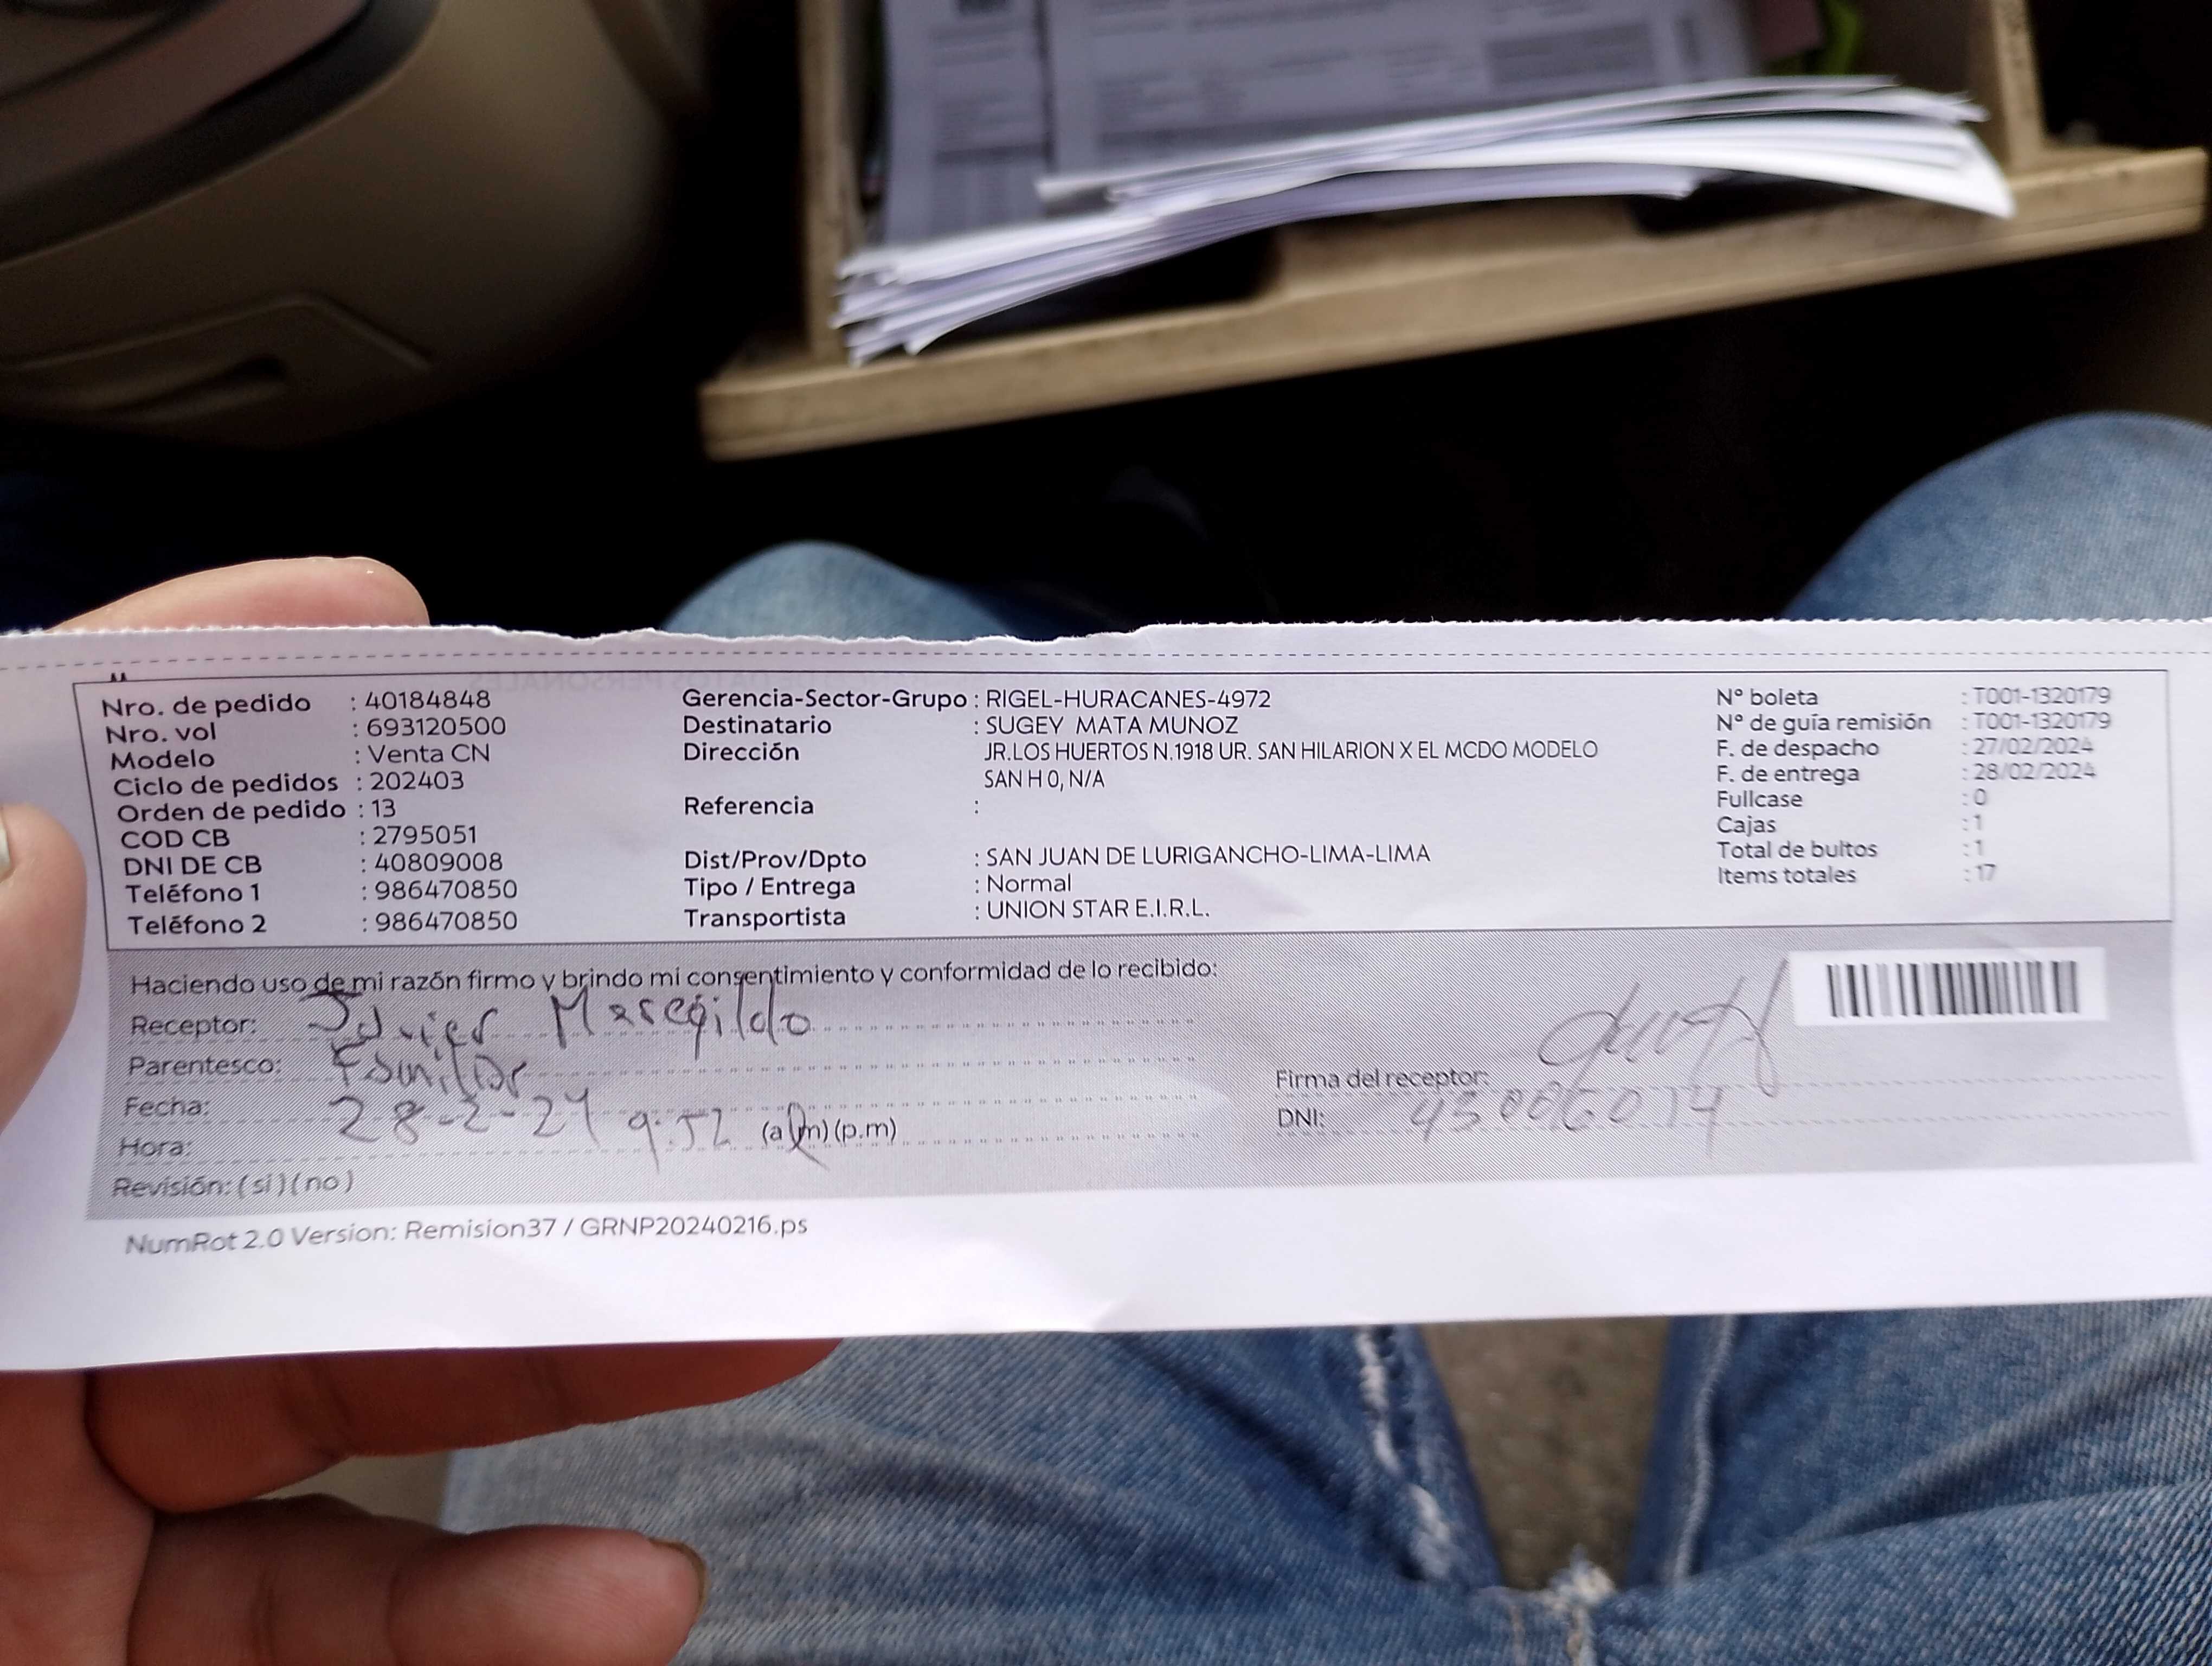 Nro. de pedido : 40184848
Nro. vol : 693120500
Modelo : Venta CN
Ciclo de pedidos : 202403
Orden de pedido : 13
COD CB : 2795051
DNI DE CB : 40809008
Teléfono 1 : 986470850
Teléfono 2 : 986470850
Gerencia-Sector-Grupo : RIGEL-HURACANES-4972
Destinatario : SUGEY MATA MUNOZ
Dirección JR.LOS HUERTOS N.1918 UR. SAN HILARION X EL MCDO MODELO
SAN H 0, N/A
Referencia :
Dist/Prov/Dpto : SAN JUAN DE LURIGANCHO-LIMA-LIMA
Tipo / Entrega : Normal
Transportista : UNION STAR E.I.R.L.
N° boleta : T001-1320179
N° de guía remisión : T001-1320179
F. de despacho : 27/02/2024
F. de entrega : 28/02/2024
Fullcase : 0
Cajas : 1
Total de bultos : 1
Items totales : 17
Haciendo uso de mi razón firmo y brindo mi consentimiento y conformidad de lo recibido:
Receptor: Javier
Parentesco: Familiar
Fecha: 28-2-24
Hora: 9:52 (a.m) (p.m)
Revisión: (si) (no)
Firma del receptor:
DNI:
NumRot 2.0 Version: Remision37 / GRNP20240216.ps